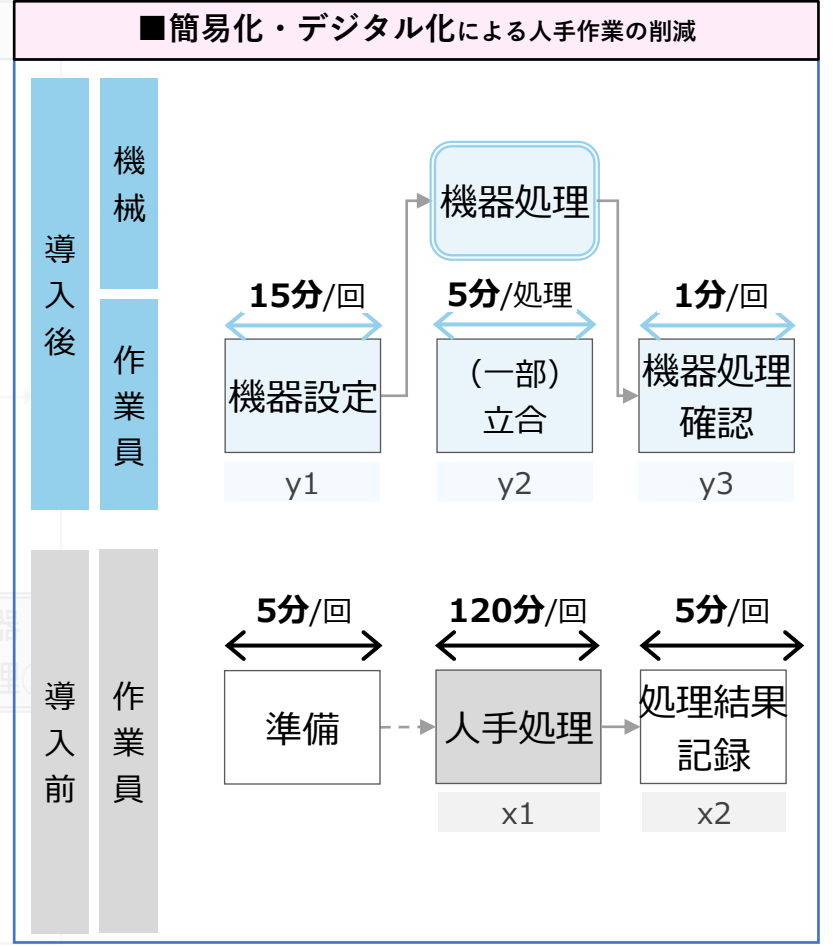 ■簡易化・デジタル化による人手作業の削減
導入後
機械
作業員
機器処理
15分/回
5分/処理
1分/回
機器設定
（一部）
立合
機器処理
確認
y1
y2
y3
導入前
作業員
5分/回
120分/回
5分/回
準備
人手処理
処理結果
記録
x1
x2